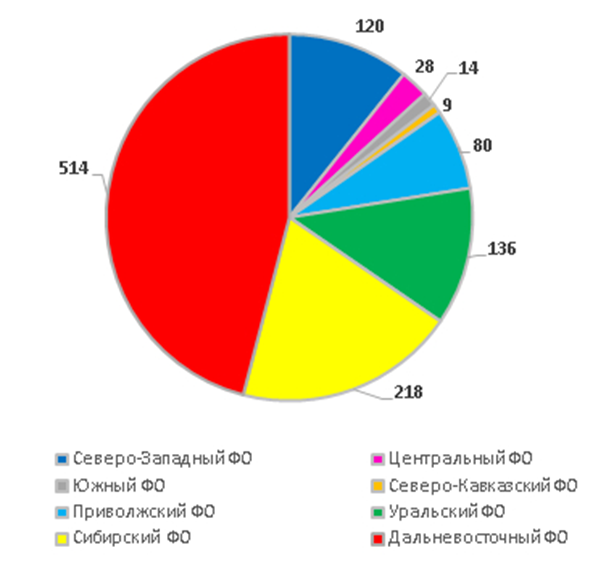 120
28
14
9
80
514
136
218
Северо-Западный ФО
Центральный ФО
Южный ФО
Северо-Кавказский ФО
Приволжский ФО
Уральский ФО
Сибирский ФО
Дальневосточный ФО